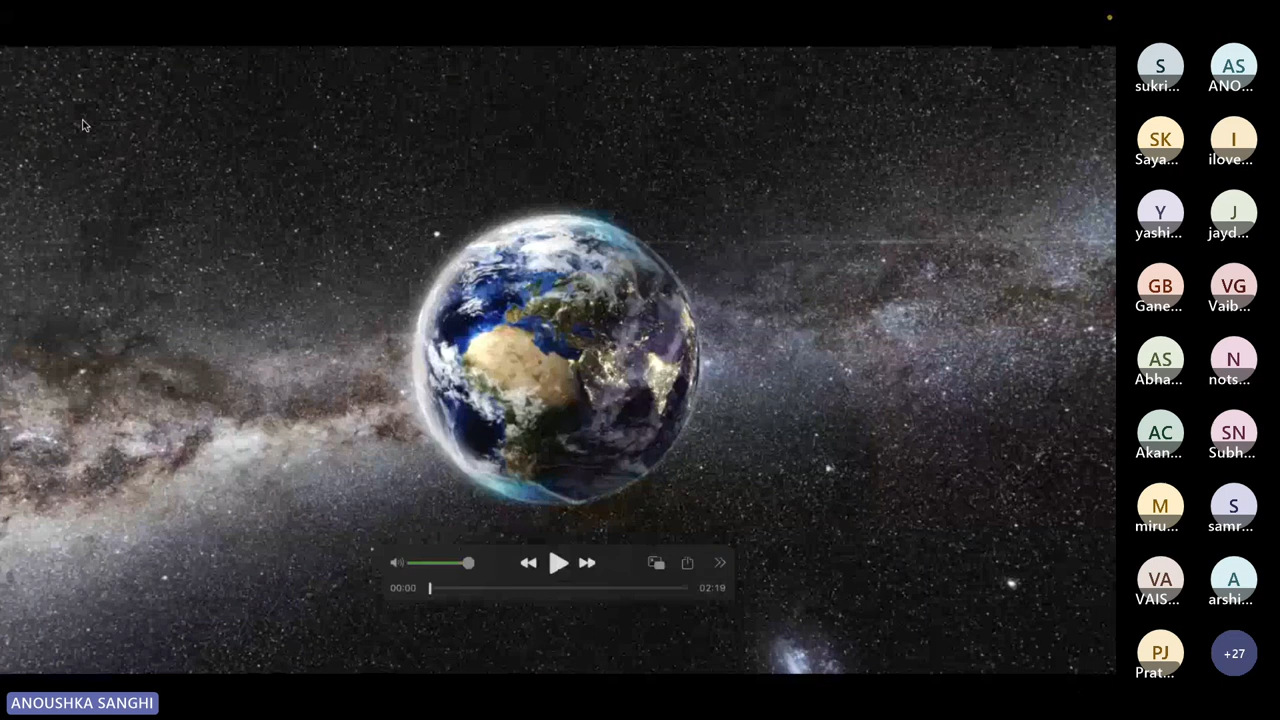 S AS
sukri... ANO...
SK I
Saya... ilove...
Y J
yashi... jayd...
GB VG
Gane... Vaib...
AS N
Abha... nots...
AC SN
Akan... Subh...
M S
miru... samr...
VA A
VAIS... arshi...
PJ +27
Prat...
00:00 02:19
ANOUSHKA SANGHI